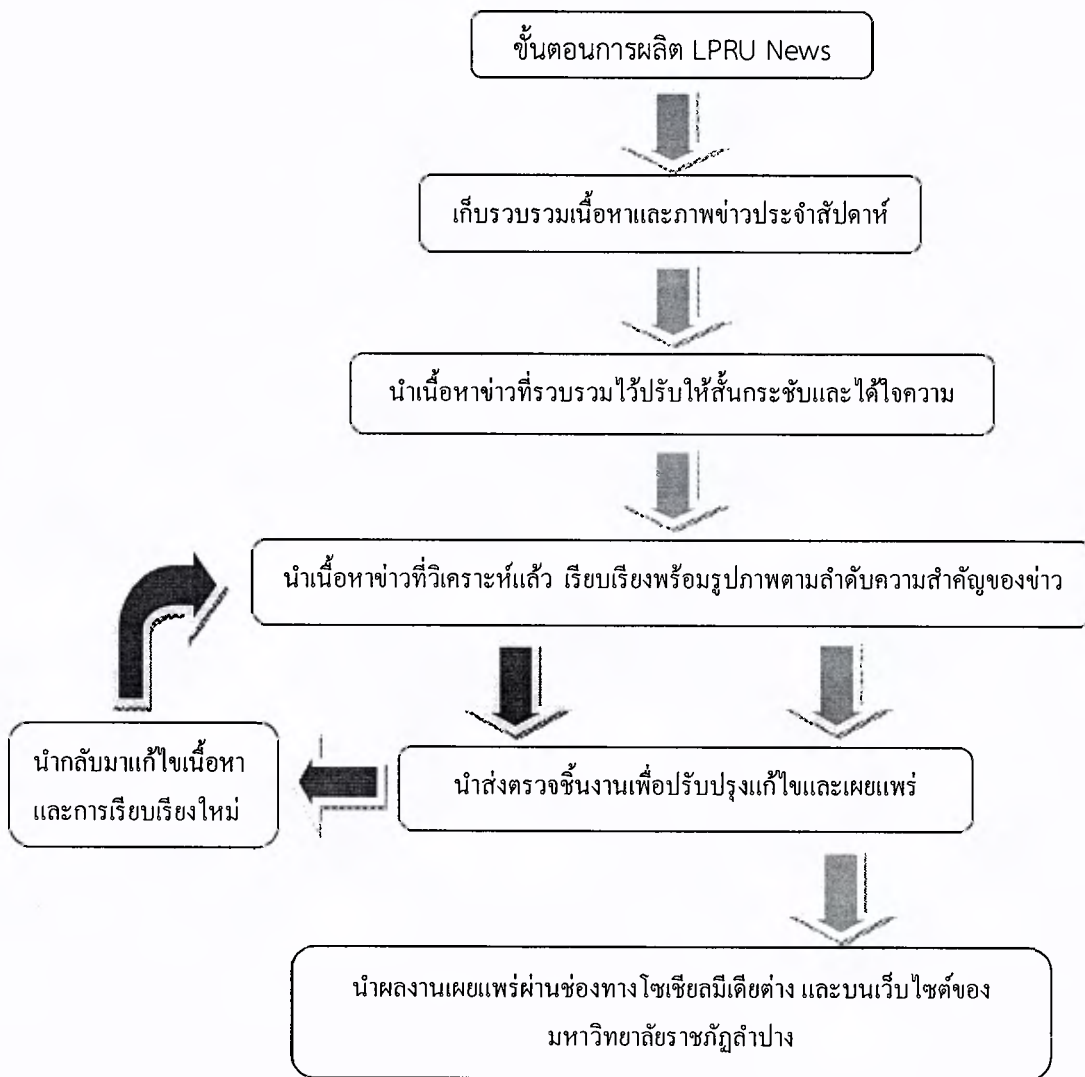 ขั้นตอนการผลิต LPRU News
เก็บรวบรวมเนื้อหาและภาพข่าวประจำสัปดาห์
นำเนื้อหาข่าวที่รวบรวมไว้ปรับให้สั้นกระชับและได้ใจความ
นำเนื้อหาข่าวที่วิเคราะห์แล้ว เรียบเรียงพร้อมรูปภาพตามลำดับความสำคัญของข่าว
นำส่งตรวจชิ้นงานเพื่อปรับปรุงแก้ไขและเผยแพร่
นำกลับมาแก้ไขเนื้อหา
และการเรียบเรียงใหม่
นำผลงานเผยแพร่ผ่านช่องทางโซเชียลมีเดียต่าง และบนเว็บไซต์ของ
มหาวิทยาลัยราชภัฏลำปาง